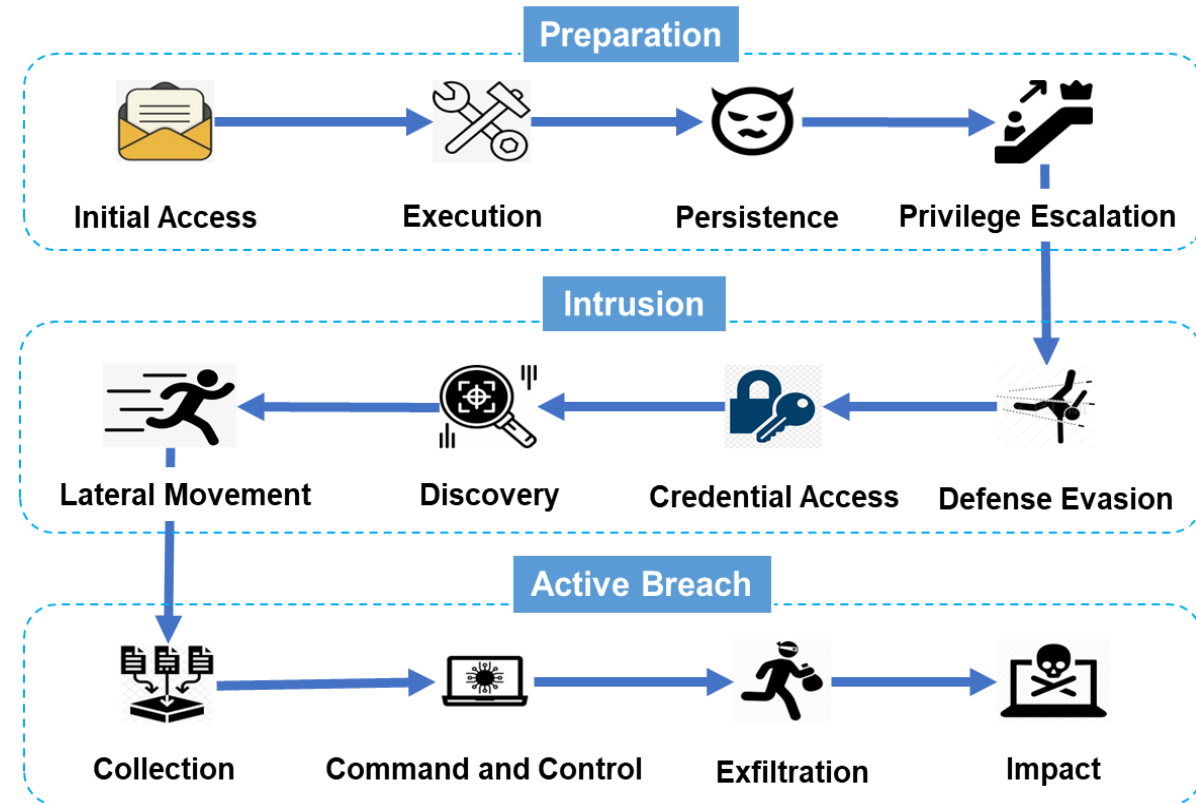 Preparation
Initial Access
Execution
Persistence
Privilege Escalation
Intrusion
Lateral Movement
Discovery
Credential Access
Defense Evasion
Active Breach
Collection
Command and Control
Exfiltration
Impact